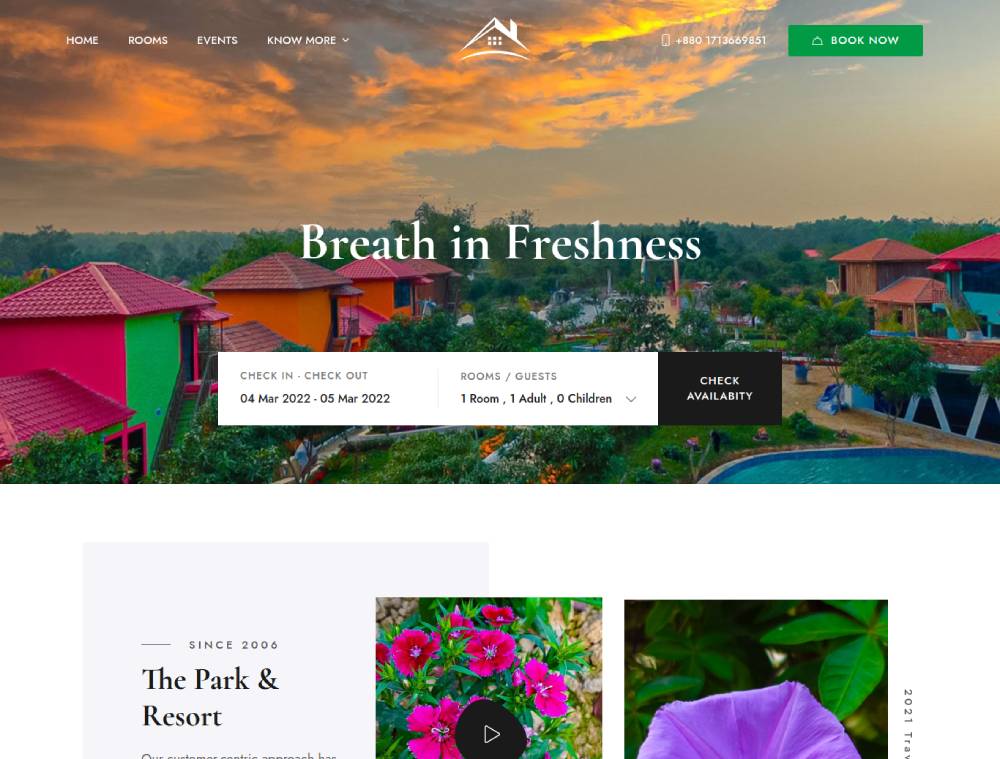 HOME
ROOMS
EVENTS
KNOW MORE
+880 1713669851
BOOK NOW
Breath in Freshness
CHECK IN - CHECK OUT
04 Mar 2022 - 05 Mar 2022
ROOMS / GUESTS
1 Room , 1 Adult , 0 Children
CHECK
AVAILABITY
SINCE 2006
The Park &
Resort
Our customer centric approach has
2021 Trav